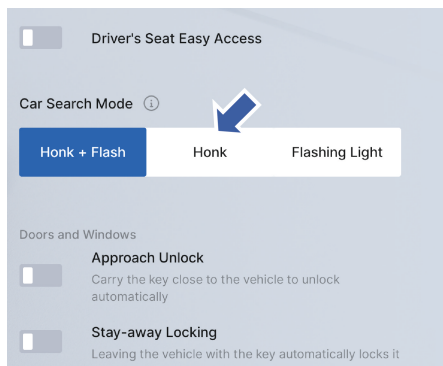 Driver's Seat Easy Access
Car Search Mode
Honk + Flash Honk Flashing Light
Doors and Windows
Approach Unlock
Carry the key close to the vehicle to unlock
automatically
Stay-away Locking
Leaving the vehicle with the key automatically locks it